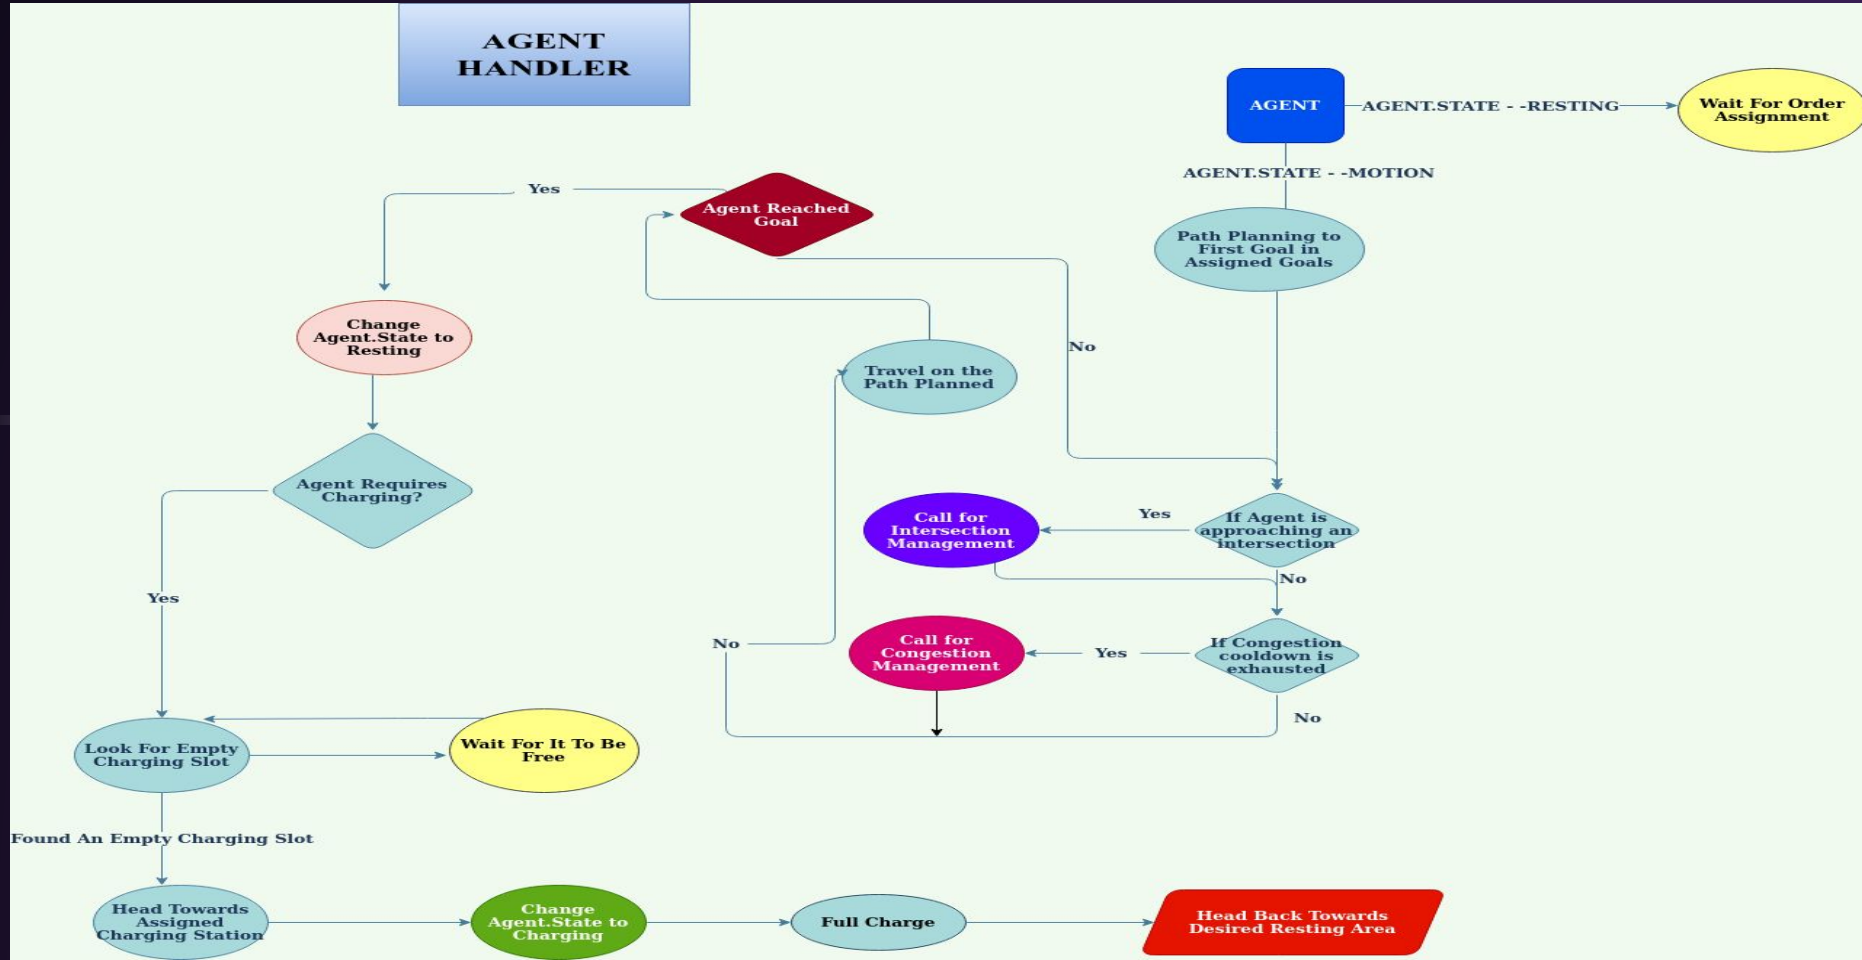 AGENT
HANDLER
AGENT
AGENT.STATE - -RESTING
Wait For Order
Assignment
AGENT.STATE - -MOTION
Path Planning to
First Goal in
Assigned Goals
Yes
Agent Reached
Goal
Change
Agent.State to
Resting
No
Travel on the
Path Planned
Agent Requires
Charging?
Call for
Intersection
Management
Yes
If Agent is
approaching an
intersection
No
Yes
No
Call for
Congestion
Management
Yes
If Congestion
cooldown is
exhausted
No
Look For Empty
Charging Slot
Wait For It To Be
Free
Found An Empty Charging Slot
Head Towards
Assigned
Charging Station
Change
Agent.State to
Charging
Full Charge
Head Back Towards
Desired Resting Area